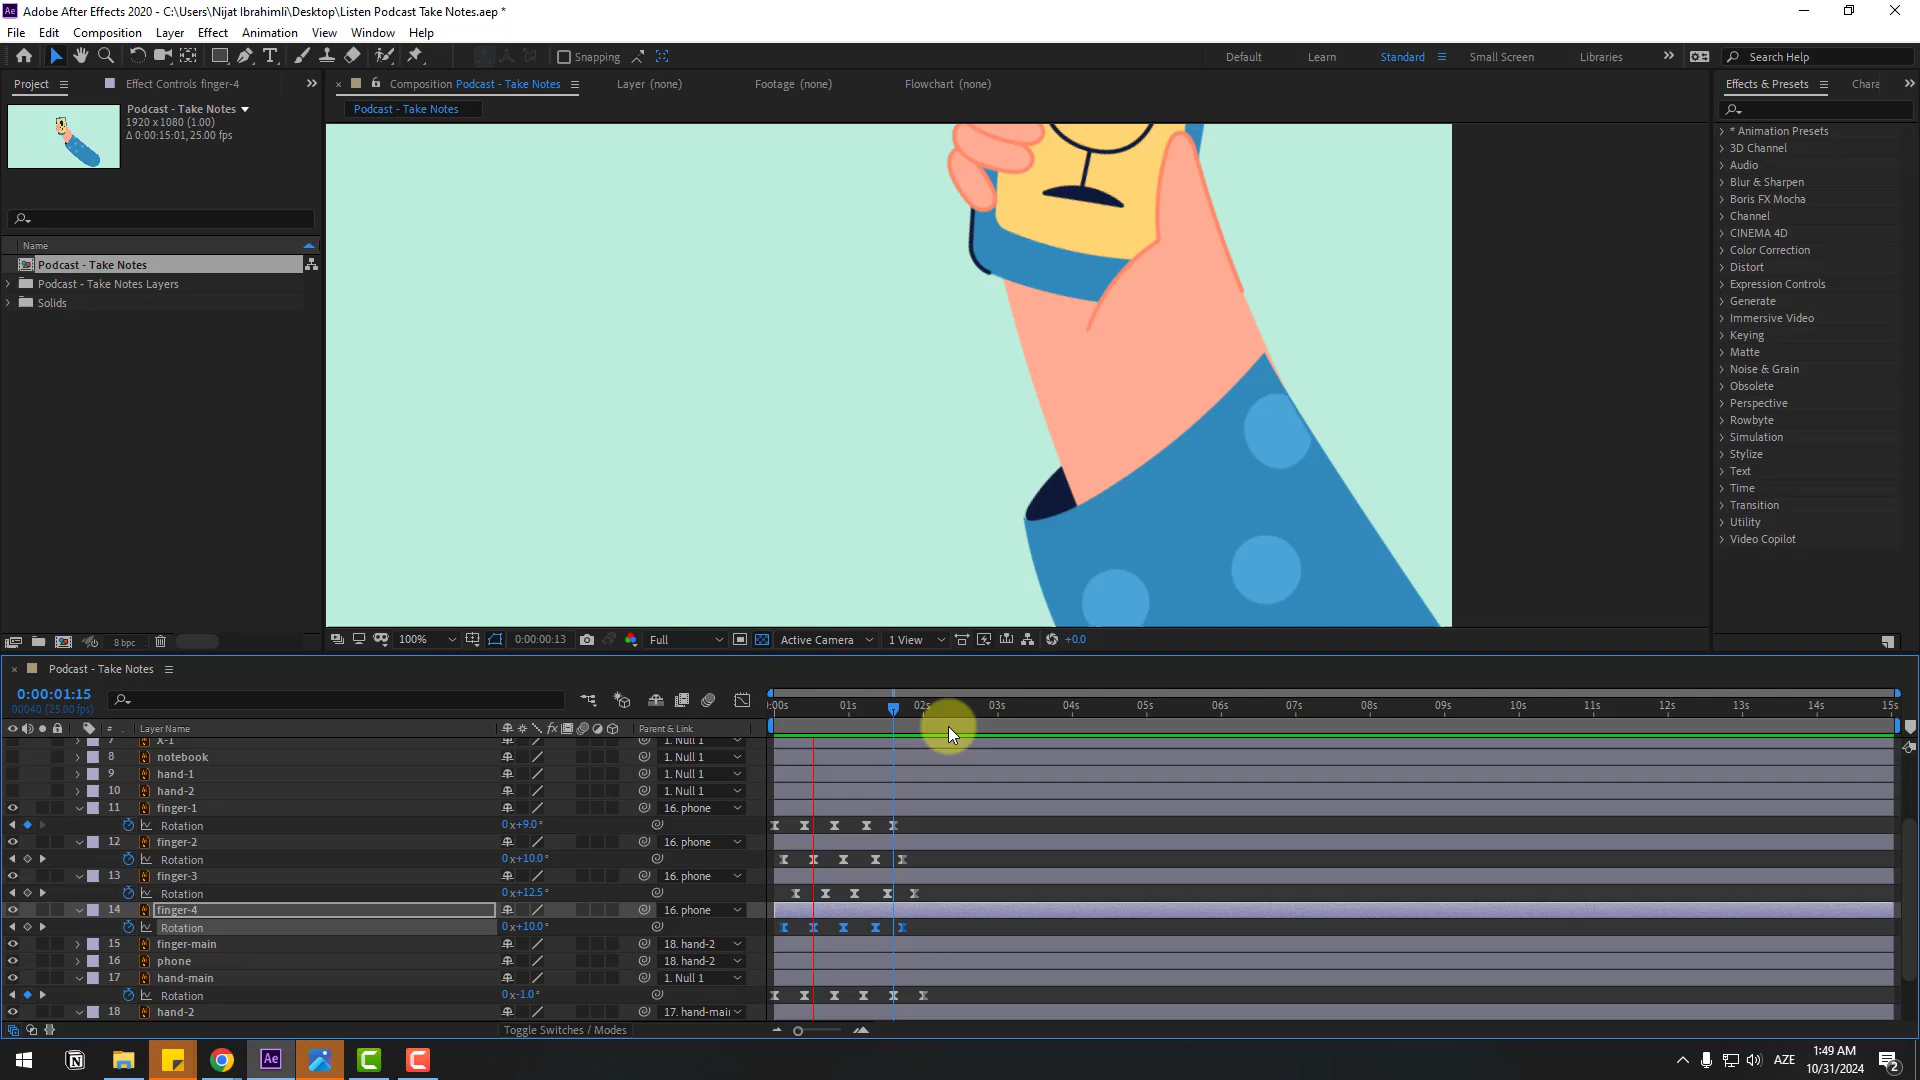 Adobe After Effects 2020 - C:\Users\Nijat Ibrahimli\Desktop\Listen Podcast Take Notes.aep *
File Edit Composition Layer Effect Animation View Window Help
Snapping
Default Learn Standard Small Screen Libraries Search Help
Project Effect Controls finger-4
Composition Podcast - Take Notes Layer (none) Footage (none) Flowchart (none)
Effects & Presets Chara
Podcast - Take Notes
1920 x 1080 (1.00)
Δ 0:00:15:01, 25.00 fps
Podcast - Take Notes
Name
Podcast - Take Notes
Podcast - Take Notes Layers
Solids
* Animation Presets
3D Channel
Audio
Blur & Sharpen
Boris FX Mocha
Channel
CINEMA 4D
Color Correction
Distort
Expression Controls
Generate
Immersive Video
Keying
Matte
Noise & Grain
Obsolete
Perspective
Rowbyte
Simulation
Stylize
Text
Time
Transition
Utility
Video Copilot
8 bpc
100% 0:00:00:13 Full Active Camera 1 View +0.0
Podcast - Take Notes
0:00:01:15
00040 (25.00 fps)
:00s 01s 02s 03s 04s 05s 06s 07s 08s 09s 10s 11s 12s 13s 14s 15s
# Layer Name fx Parent & Link
7 X-1 1. Null 1
8 notebook 1. Null 1
9 hand-1 1. Null 1
10 hand-2 1. Null 1
11 finger-1 16. phone
Rotation 0x+9.0°
12 finger-2 16. phone
Rotation 0x+10.0°
13 finger-3 16. phone
Rotation 0x+12.5°
14 finger-4 16. phone
Rotation 0x+10.0°
15 finger-main 18. hand-2
16 phone 18. hand-2
17 hand-main 1. Null 1
Rotation 0x-1.0°
18 hand-2 17. hand-mai
Toggle Switches / Modes
Ae
AZE
1:49 AM
10/31/2024
2